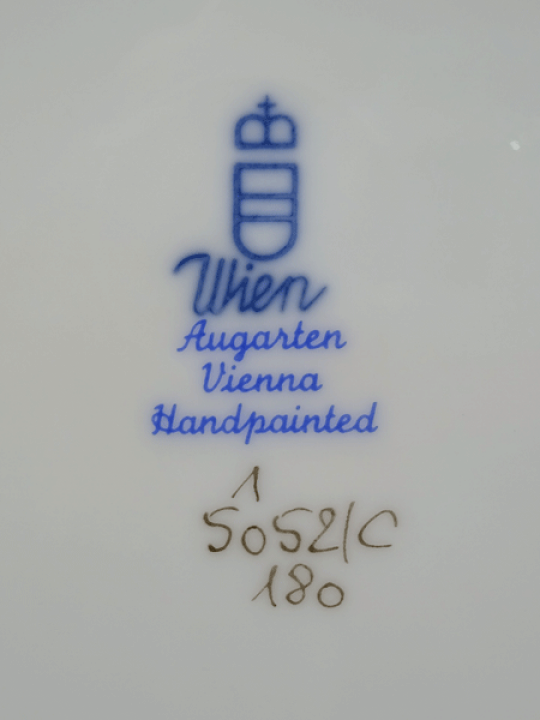 Wien
Augarten
Vienna
Handpainted
1
5052/C
180